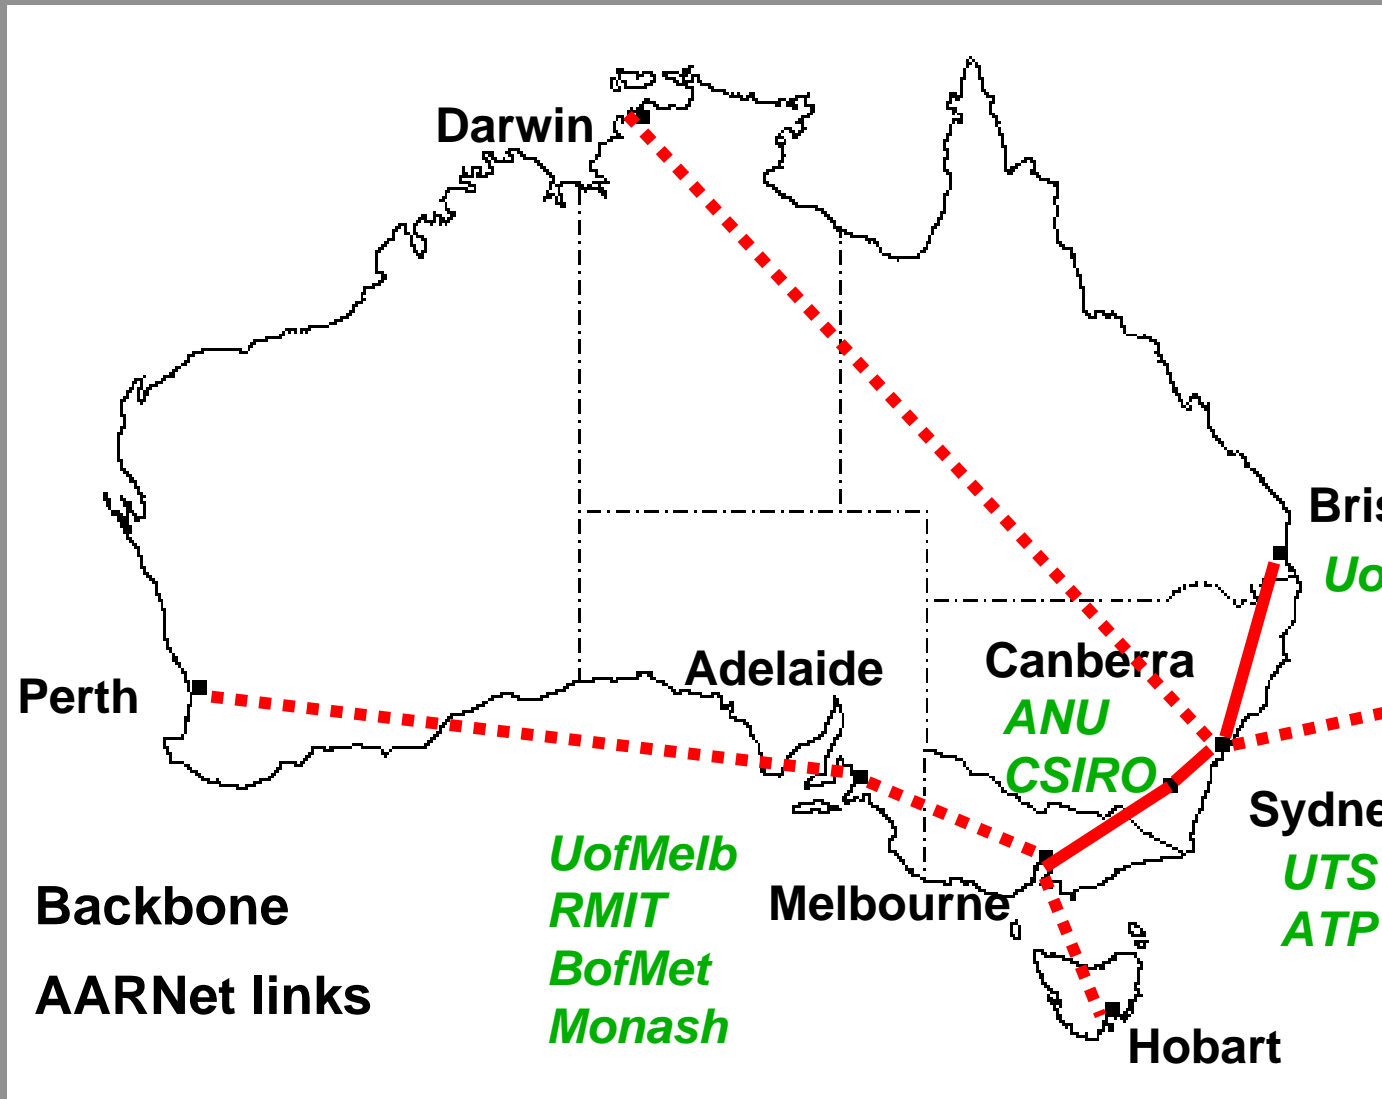 Darwin
Bris
Uo
Adelaide
Canberra
Perth
ANU
CSIRO
Sydne
UofMelb
UTS
Backbone
RMIT
Melbourne
ATP
BofMet
AARNet links
Monash
Hobart